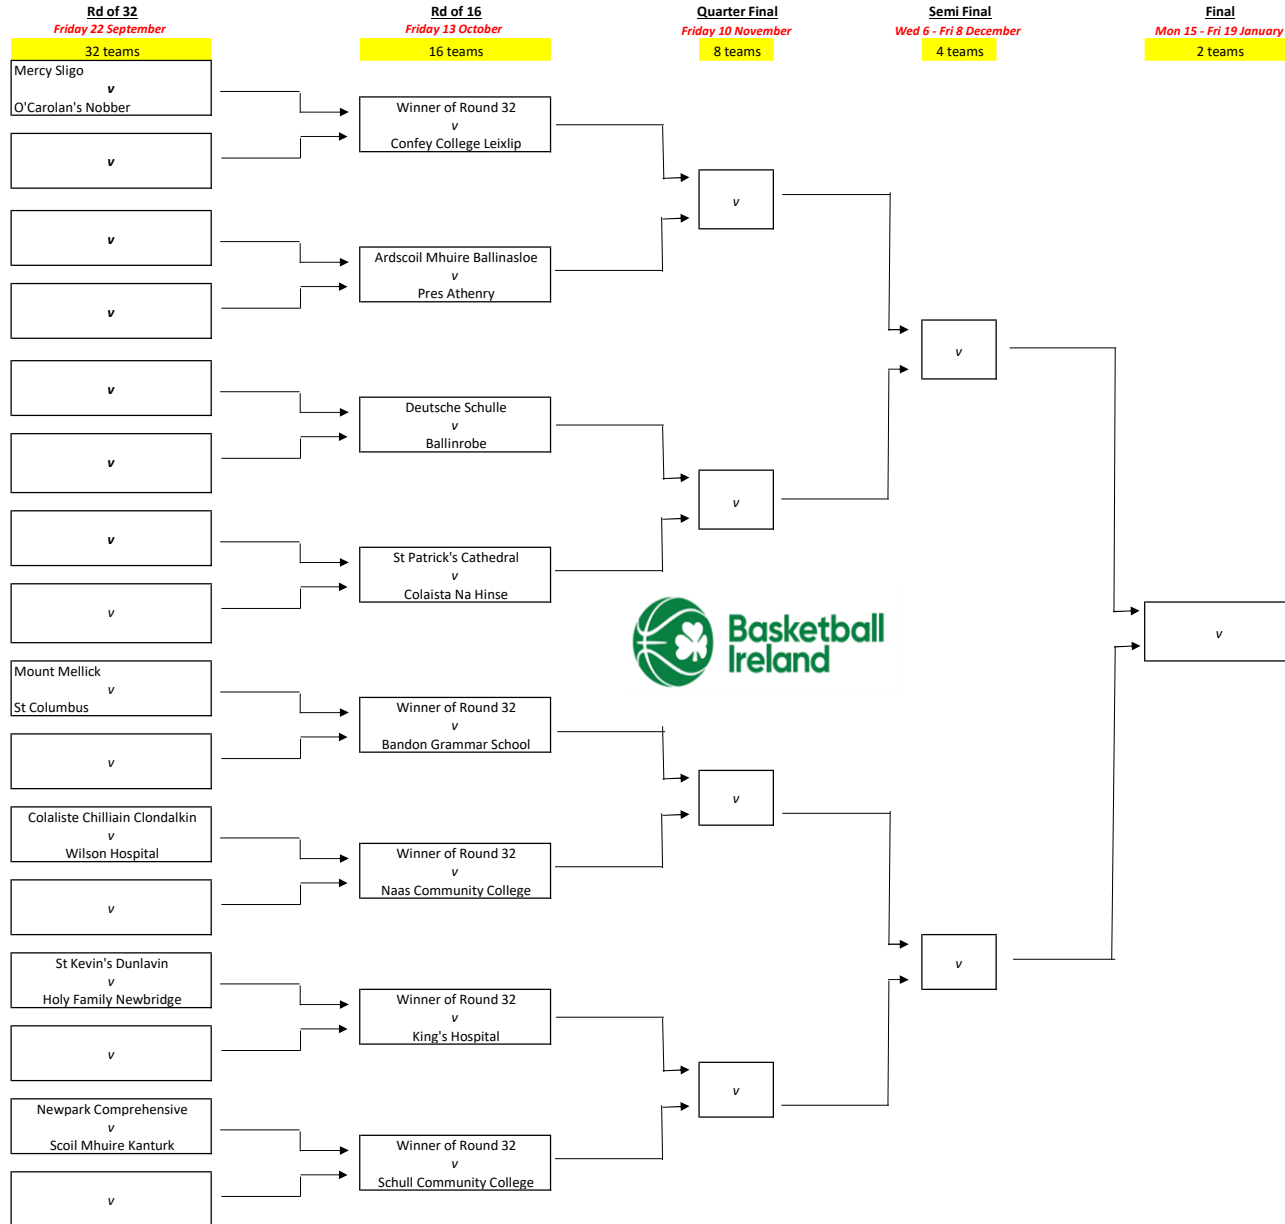 Rd of 32
Friday 22 September
32 teams
Mercy Sligo
v
O'Carolan's Nobber
v
v
v
v
v
v
v
Mount Mellick
v
St Columbus
v
Colaliste Chilliain Clondalkin
v
Wilson Hospital
v
St Kevin's Dunlavin
v
Holy Family Newbridge
v
Newpark Comprehensive
v
Scoil Mhuire Kanturk
v
Rd of 16
Friday 13 October
16 teams
Winner of Round 32
v
Confey College Leixlip
Ardscoil Mhuire Ballinasloe
v
Pres Athenry
Deutsche Schulle
v
Ballinrobe
St Patrick's Cathedral
v
Colaista Na Hinse
Winner of Round 32
v
Bandon Grammar School
Winner of Round 32
v
Naas Community College
Winner of Round 32
v
King's Hospital
Winner of Round 32
v
Schull Community College
Quarter Final
Friday 10 November
8 teams
v
v
v
v
Basketball
Ireland
Semi Final
Wed 6 - Fri 8 December
4 teams
v
v
Final
Mon 15 - Fri 19 January
2 teams
v